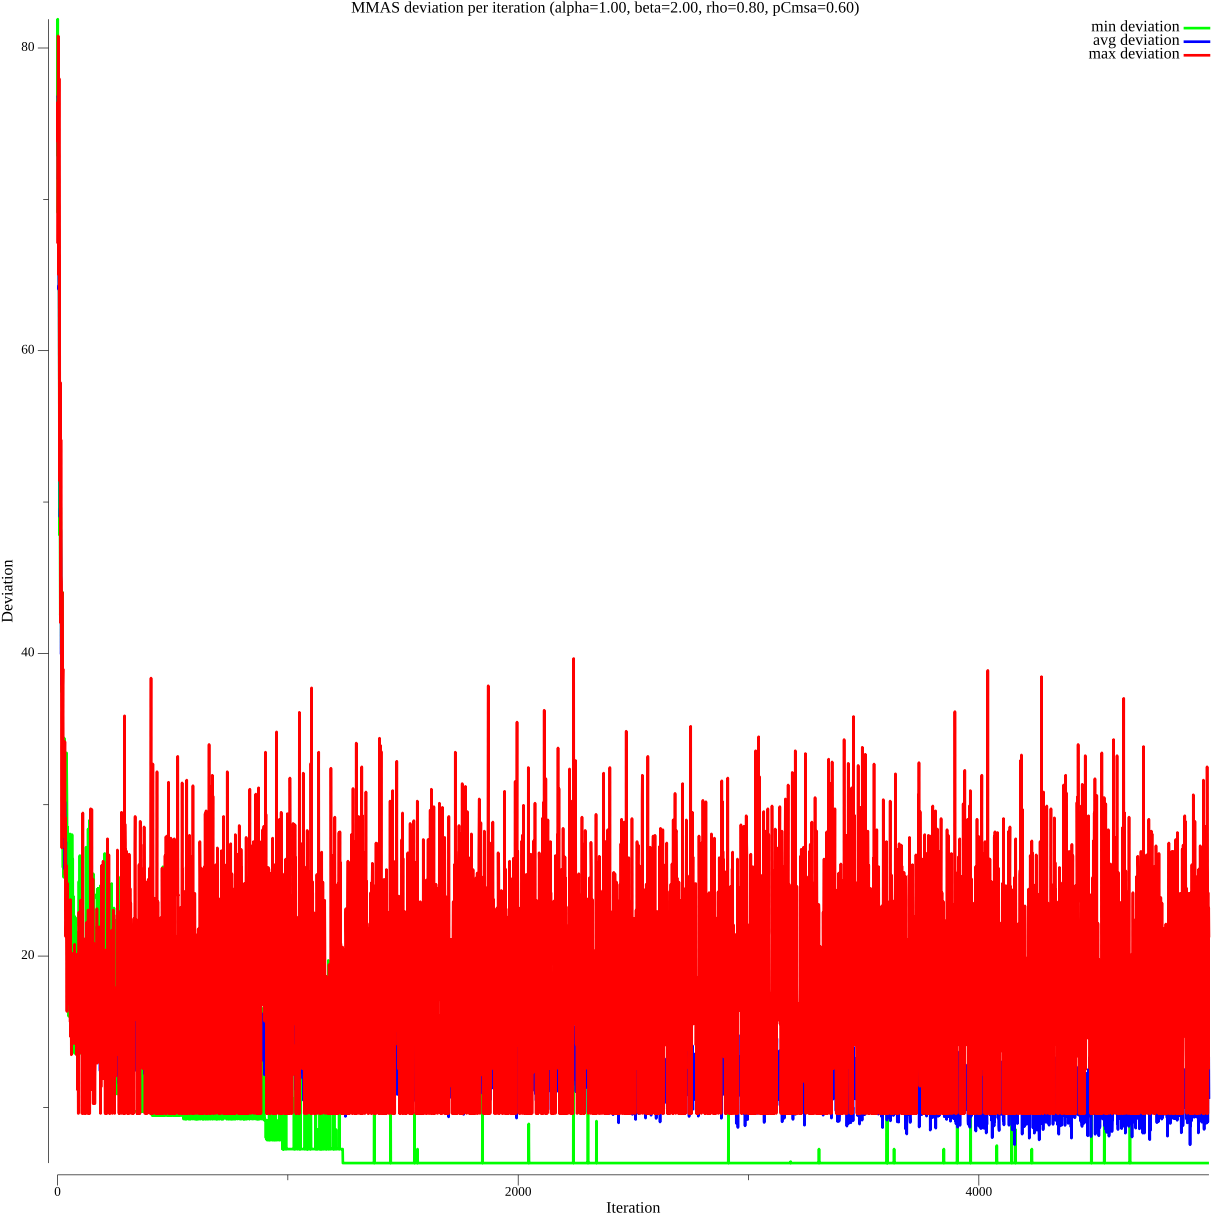 MMAS deviation per iteration (alpha=1.00, beta=2.00, rho=0.80, pCmsa=0.60)
min deviation
avg deviation
max deviation
80
60
40
20
Deviation
0
2000
4000
Iteration